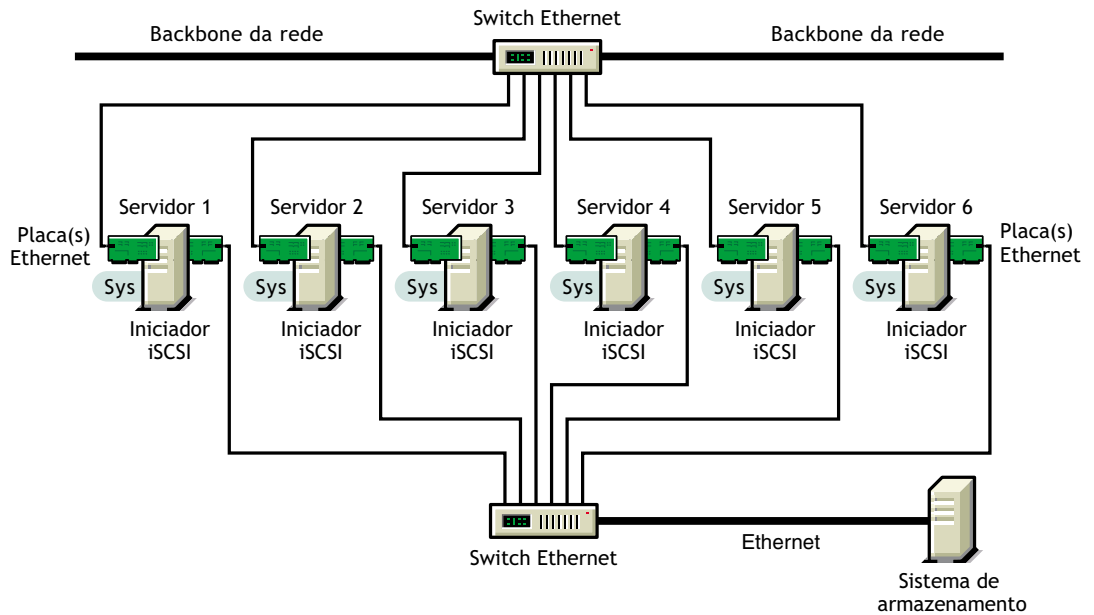 Switch Ethernet
Backbone da rede
Backbone da rede
Servidor 1
Servidor 2
Servidor 3
Servidor 4
Servidor 5
Servidor 6
Placa(s)
Ethernet
Placa(s)
Ethernet
Sys
Sys
Sys
Sys
Sys
Sys
Iniciador
iSCSI
Iniciador
iSCSI
Iniciador
iSCSI
Iniciador
iSCSI
Iniciador
iSCSI
Iniciador
iSCSI
Switch Ethernet
Ethernet
Sistema de
armazenamento